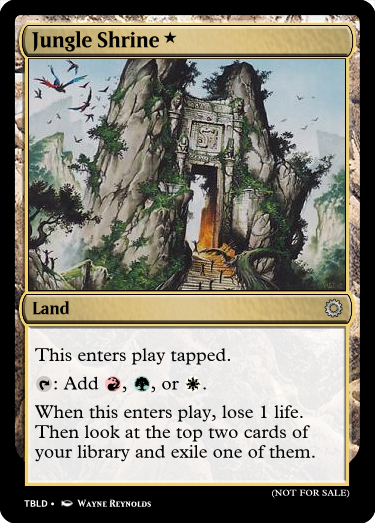 Jungle Shrine ★
Land
This enters play tapped.
: Add , , or .
When this enters play, lose 1 life.
Then look at the top two cards of
your library and exile one of them.
(NOT FOR SALE)
TBLD • Wayne Reynolds